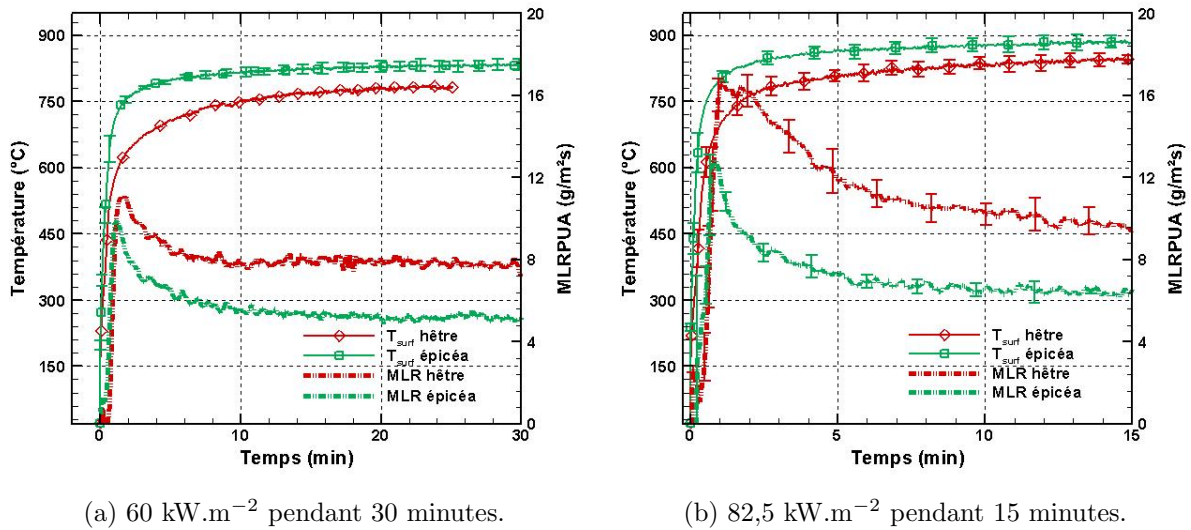 900
750
600
450
300
150
Température (°C)
20
16
12
8
4
0
MLRPUA (g/m²s)
T_surf hêtre
T_surf épicéa
MLR hêtre
MLR épicéa
0 10 20 30
Temps (min)
(a) 60 kW.m−2 pendant 30 minutes.
900
750
600
450
300
150
Température (°C)
20
16
12
8
4
0
MLRPUA (g/m²s)
T_surf hêtre
T_surf épicéa
MLR hêtre
MLR épicéa
0 5 10 15
Temps (min)
(b) 82,5 kW.m−2 pendant 15 minutes.